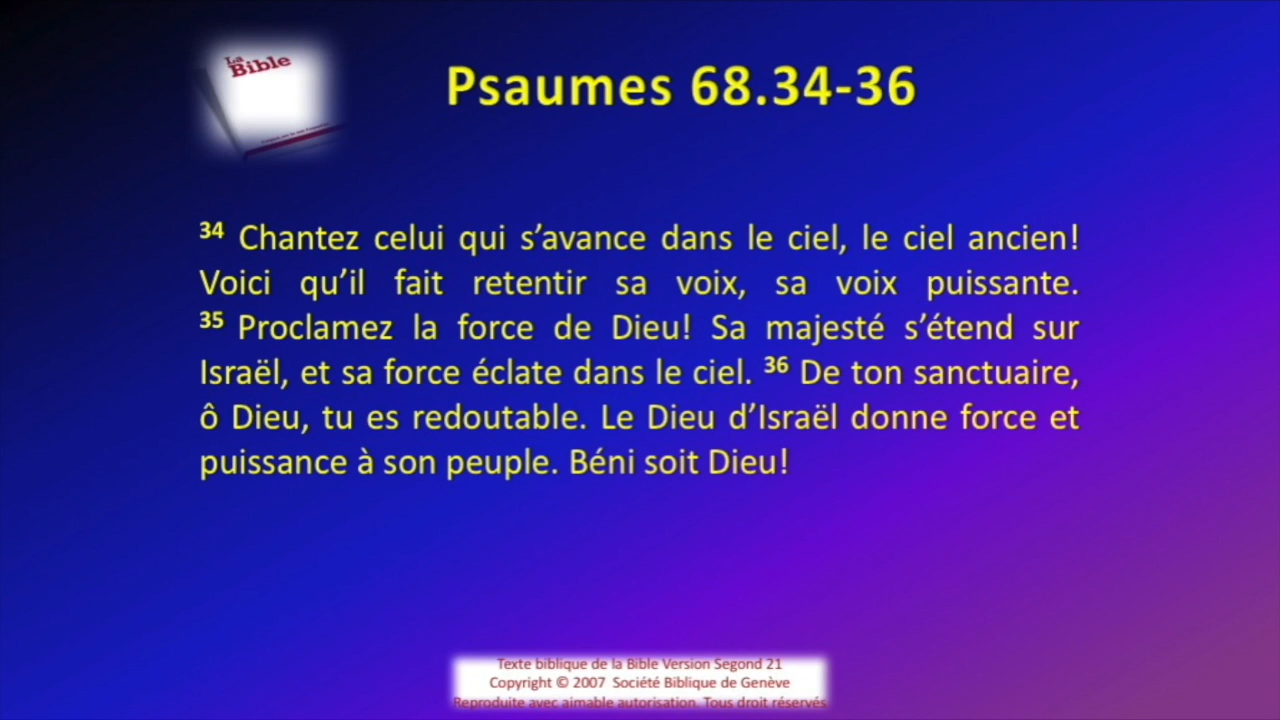 La
Bible
Psaumes 68.34-36
34 Chantez celui qui s’avance dans le ciel, le ciel ancien!
Voici qu’il fait retentir sa voix, sa voix puissante.
35 Proclamez la force de Dieu! Sa majesté s’étend sur
Israël, et sa force éclate dans le ciel. 36 De ton sanctuaire,
ô Dieu, tu es redoutable. Le Dieu d’Israël donne force et
puissance à son peuple. Béni soit Dieu!
Texte biblique de la Bible Version Segond 21
Copyright © 2007 Société Biblique de Genève
Reproduite avec aimable autorisation. Tous droit réservés